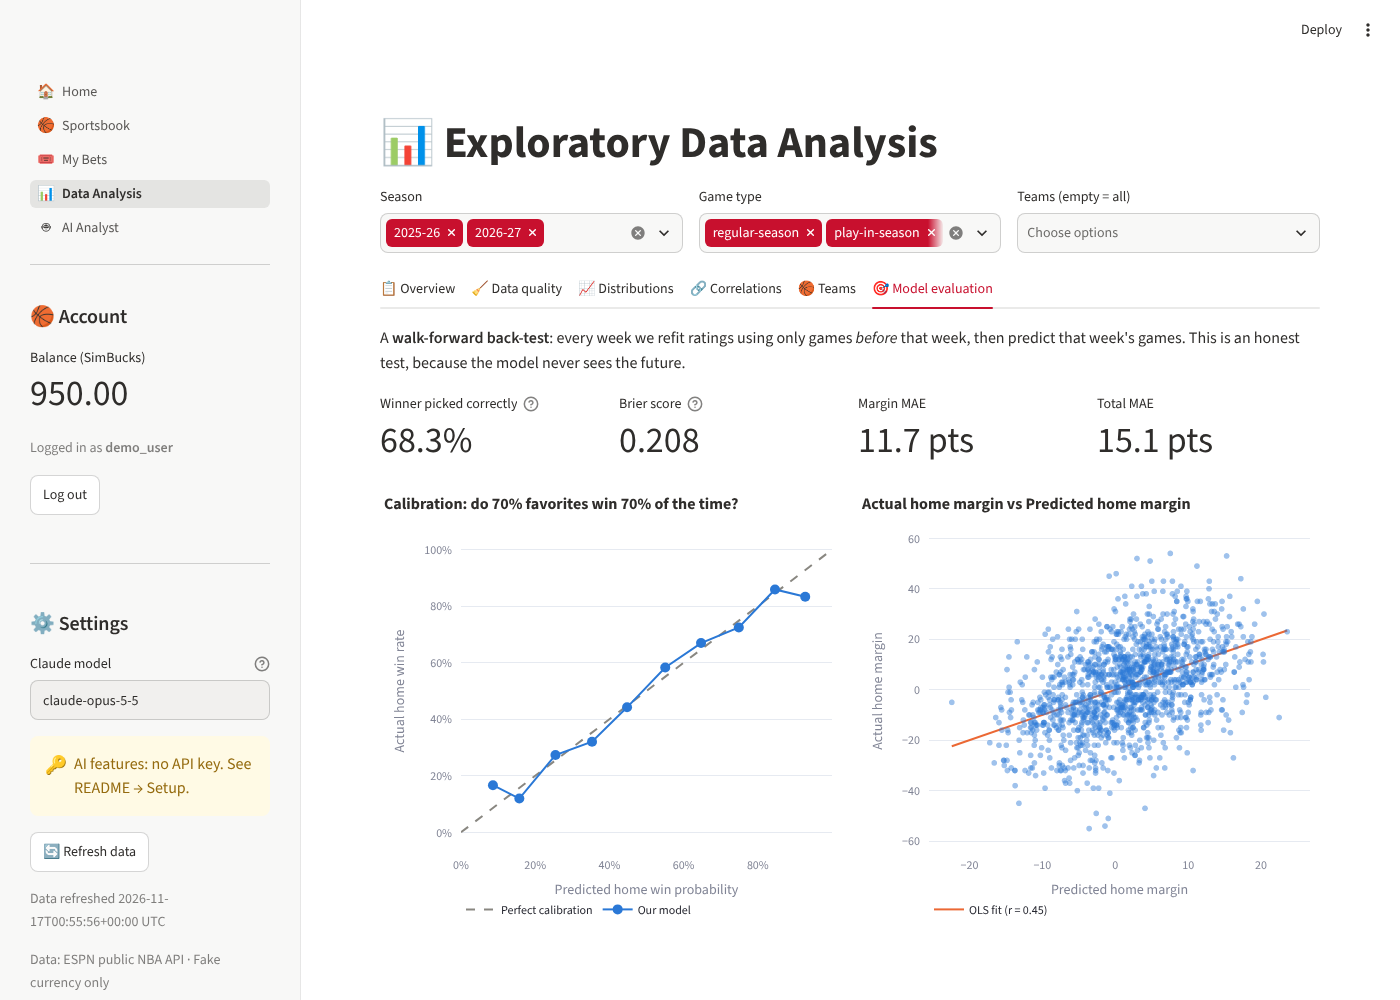 Deploy
Home
Sportsbook
My Bets
Data Analysis
AI Analyst
Account
Balance (SimBucks)
950.00
Logged in as demo_user
Log out
Settings
Claude model
claude-opus-5-5
AI features: no API key. See
README → Setup.
Refresh data
Data refreshed 2026-11-
17T00:55:56+00:00 UTC
Data: ESPN public NBA API · Fake
currency only
Exploratory Data Analysis
Season
Game type
Teams (empty = all)
2025-26
2026-27
regular-season
play-in-season
Choose options
Overview
Data quality
Distributions
Correlations
Teams
Model evaluation
A walk-forward back-test: every week we refit ratings using only games before that week, then predict that week's games. This is an honest
test, because the model never sees the future.
Winner picked correctly
68.3%
Brier score
0.208
Margin MAE
11.7 pts
Total MAE
15.1 pts
Calibration: do 70% favorites win 70% of the time?
100%
80%
60%
40%
20%
0%
Actual home win rate
0%
20%
40%
60%
80%
Predicted home win probability
Perfect calibration
Our model
Actual home margin vs Predicted home margin
60
40
20
0
−20
−40
−60
Actual home margin
−20
−10
0
10
20
Predicted home margin
OLS fit (r = 0.45)